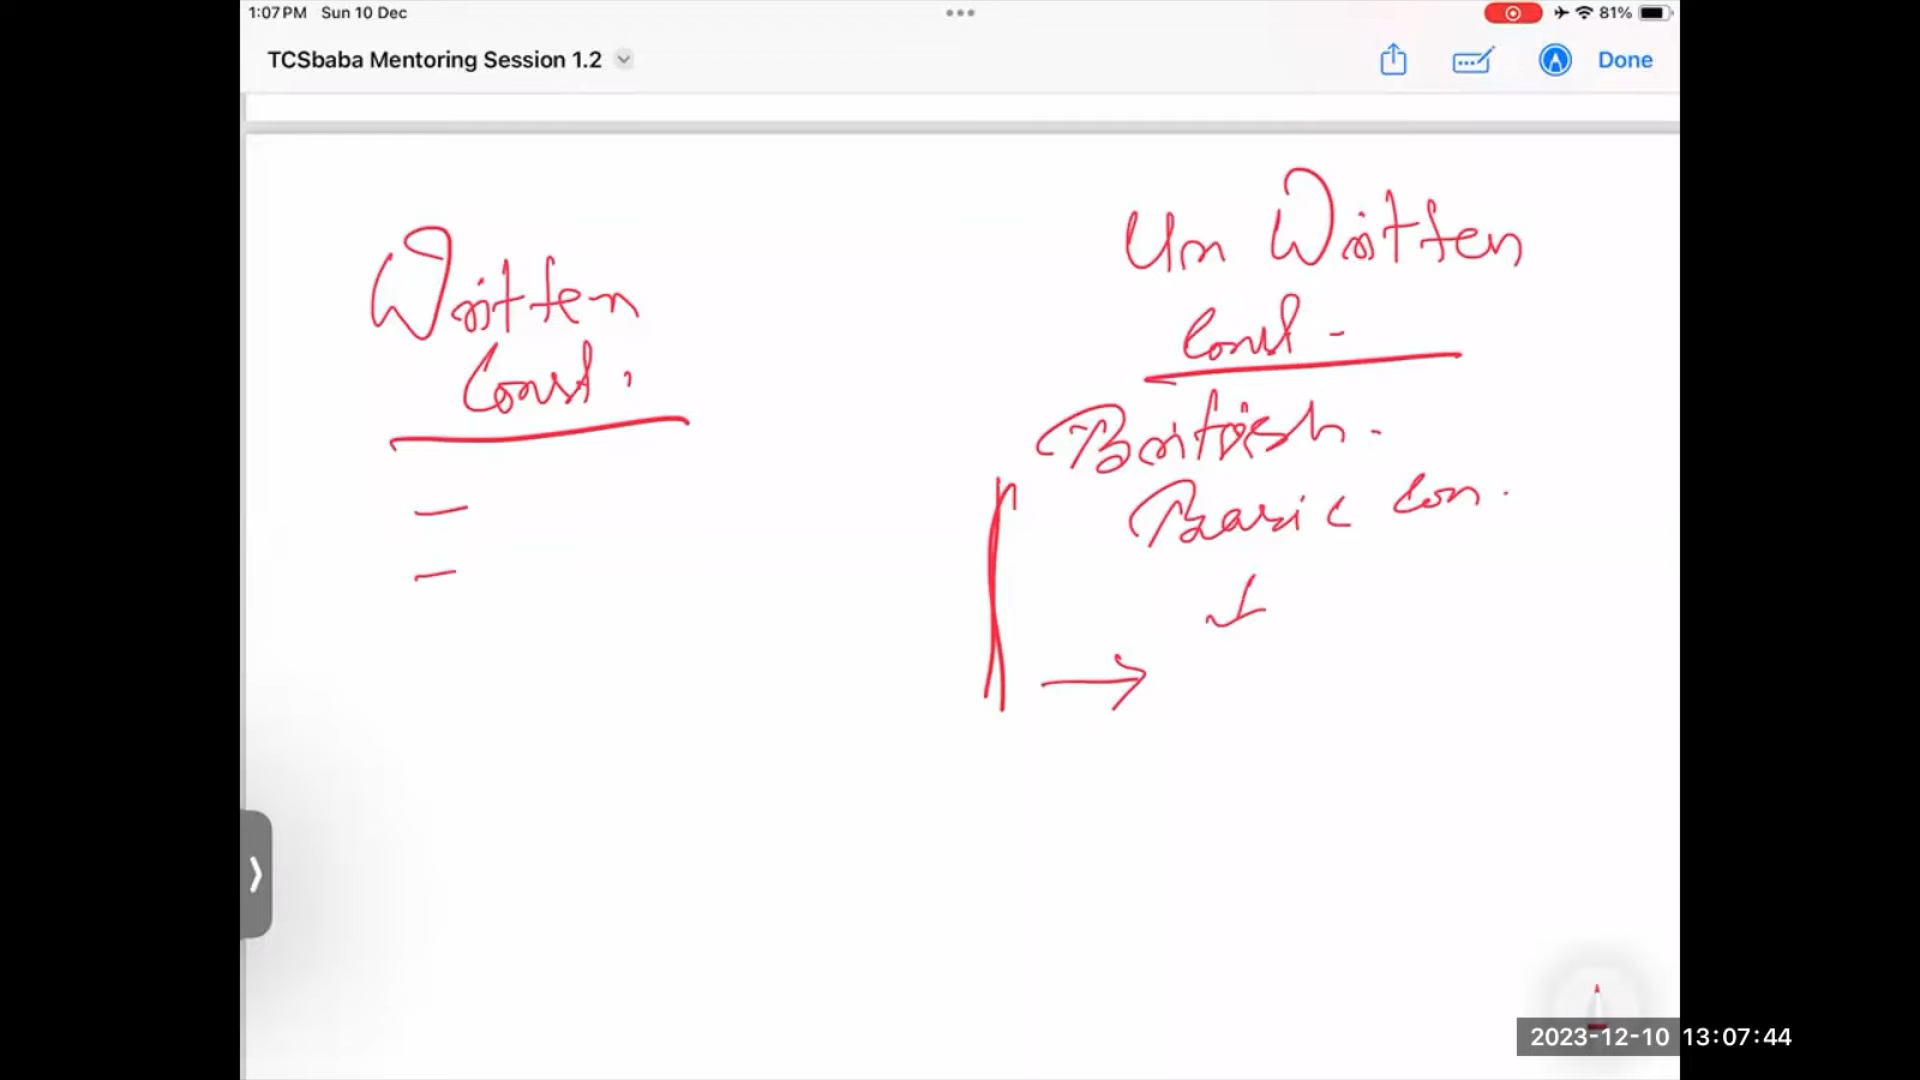 1:07 PM Sun 10 Dec
81%
TCSbaba Mentoring Session 1.2
Done
Written
Const.
Un Written
Const -
British.
Basic Con.
2023-12-10 13:07:44